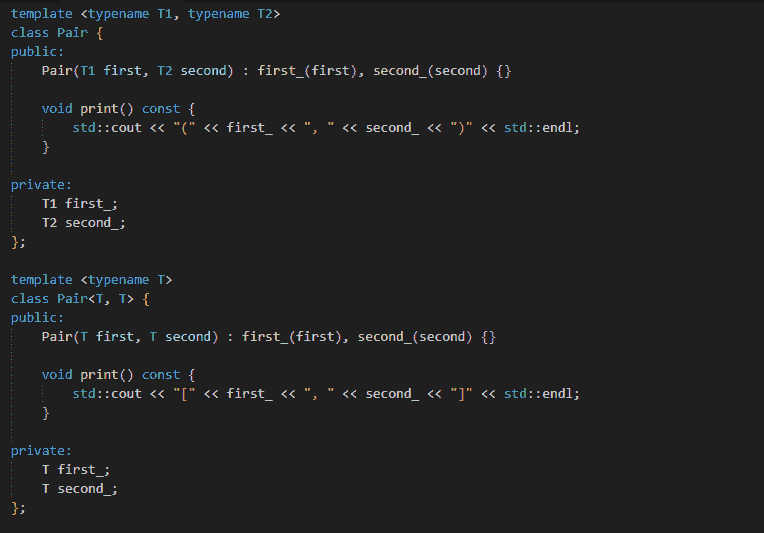 template <typename T1, typename T2>
class Pair {
public:
    Pair(T1 first, T2 second) : first_(first), second_(second) {}

    void print() const {
        std::cout << "(" << first_ << ", " << second_ << ")" << std::endl;
    }

private:
    T1 first_;
    T2 second_;
};

template <typename T>
class Pair<T, T> {
public:
    Pair(T first, T second) : first_(first), second_(second) {}

    void print() const {
        std::cout << "[" << first_ << ", " << second_ << "]" << std::endl;
    }

private:
    T first_;
    T second_;
};